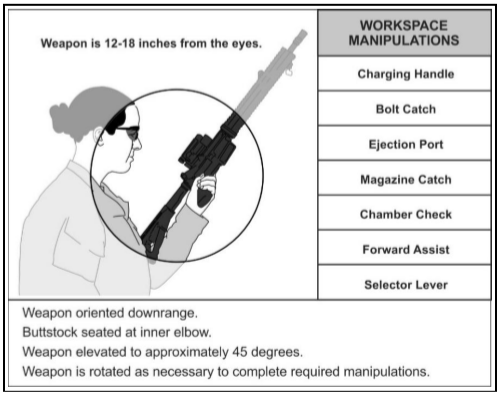 Weapon is 12-18 inches from the eyes.
WORKSPACE
MANIPULATIONS
Charging Handle
Bolt Catch
Ejection Port
Magazine Catch
Chamber Check
Forward Assist
Selector Lever
Weapon oriented downrange.
Buttstock seated at inner elbow.
Weapon elevated to approximately 45 degrees.
Weapon is rotated as necessary to complete required manipulations.